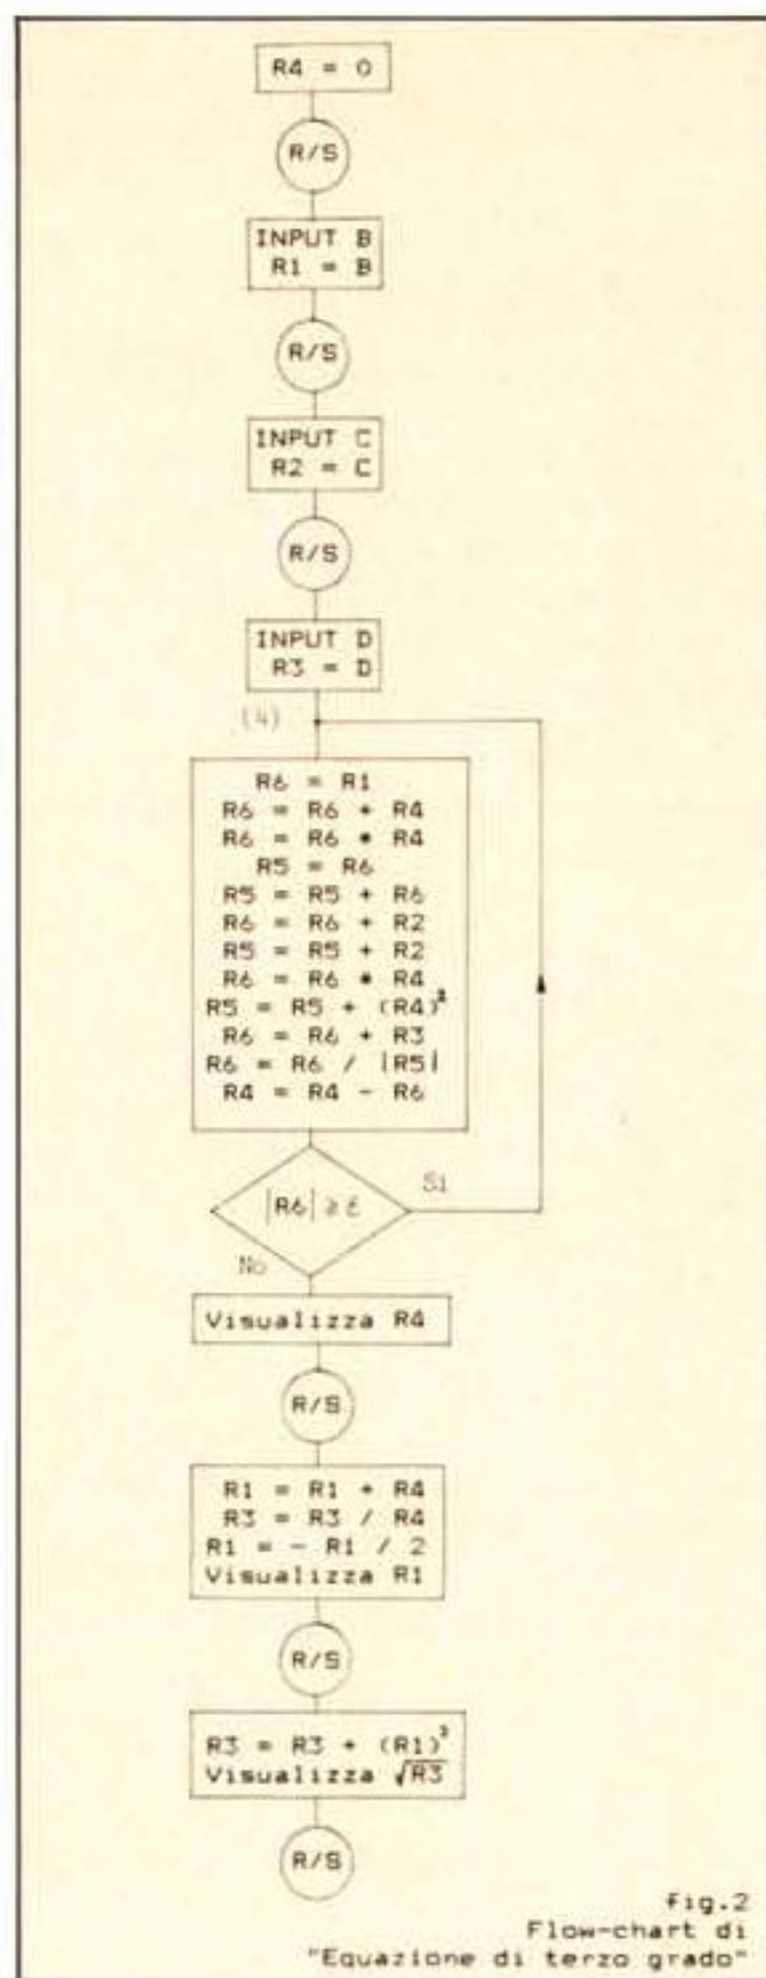 R4 = 0
R/S
INPUT B
R1 = B
R/S
INPUT C
R2 = C
R/S
INPUT D
R3 = D
(4)
R6 = R1
R6 = R6 + R4
R6 = R6 * R4
R5 = R6
R5 = R5 + R6
R6 = R6 + R2
R5 = R5 + R2
R6 = R6 * R4
R5 = R5 + (R4)²
R6 = R6 + R3
R6 = R6 / |R5|
R4 = R4 - R6
|R6| ≥ ε
Si
No
Visualizza R4
R/S
R1 = R1 + R4
R3 = R3 / R4
R1 = - R1 / 2
Visualizza R1
R/S
R3 = R3 + (R1)²
Visualizza √R3
R/S
fig.2
Flow-chart di
"Equazione di terzo grado"